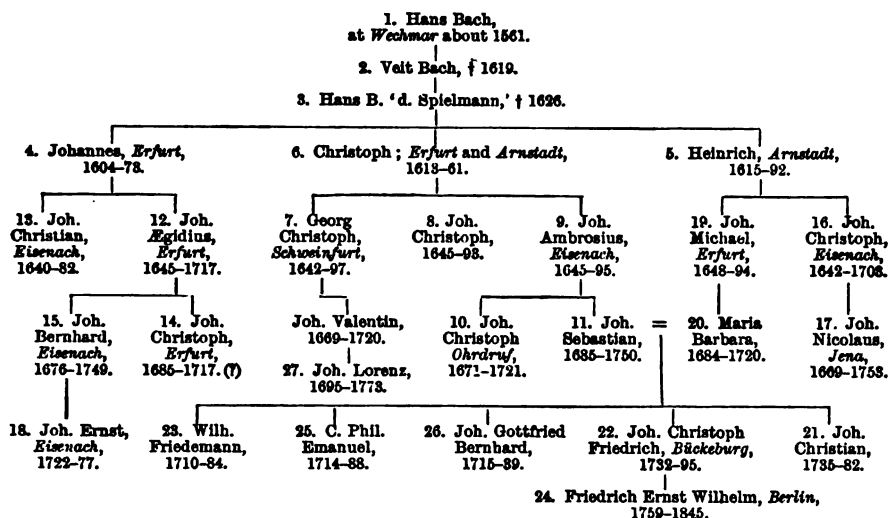 1. Hans Bach,
at Wechmar about 1561.
2. Veit Bach, † 1619.
3. Hans B. 'd. Spielmann,' † 1626.
4. Johannes, Erfurt,
1604–73.
6. Christoph ; Erfurt and Arnstadt,
1613–61.
5. Heinrich, Arnstadt,
1615–92.
13. Joh.
Christian,
Eisenach,
1640–82.
12. Joh.
Ægidius,
Erfurt,
1645–1717.
7. Georg
Christoph,
Schweinfurt,
1642–97.
8. Joh.
Christoph,
1645–93.
9. Joh.
Ambrosius,
Eisenach,
1645–95.
19. Joh.
Michael,
Erfurt,
1648–94.
16. Joh.
Christoph,
Eisenach,
1642–1703.
15. Joh.
Bernhard,
Eisenach,
1676–1749.
14. Joh.
Christoph,
Erfurt,
1685–1717. (?)
Joh. Valentin,
1669–1720.
27. Joh. Lorenz,
1695–1773.
10. Joh.
Christoph
Ohrdruf,
1671–1721.
11. Joh. =
Sebastian,
1685–1750.
20. Maria
Barbara,
1684–1720.
17. Joh.
Nicolaus,
Jena,
1669–1753.
18. Joh. Ernst,
Eisenach,
1722–77.
23. Wilh.
Friedemann,
1710–84.
25. C. Phil.
Emanuel,
1714–88.
26. Joh. Gottfried
Bernhard,
1715–39.
22. Joh. Christoph
Friedrich, Bückeburg,
1732–95.
21. Joh.
Christian,
1735–82.
24. Friedrich Ernst Wilhelm, Berlin,
1759–1845.